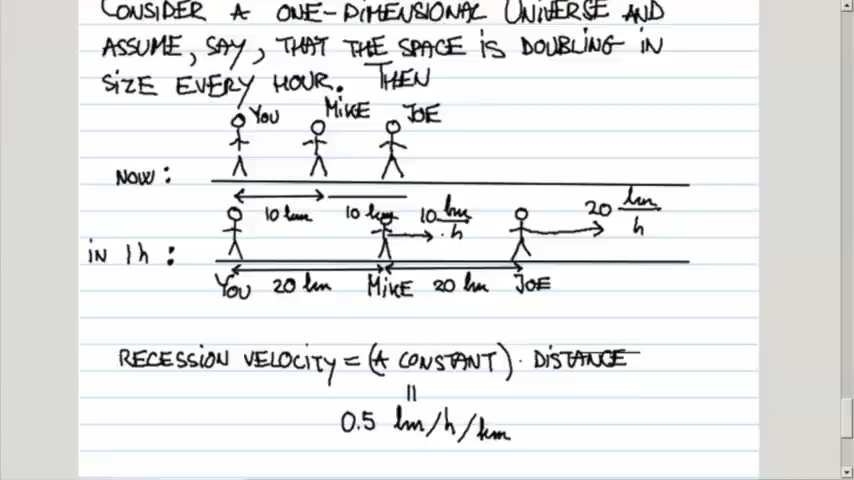 CONSIDER A ONE-DIMENSIONAL UNIVERSE AND
ASSUME, SAY, THAT THE SPACE IS DOUBLING IN
SIZE EVERY HOUR. THEN
YOU MIKE JOE
NOW:
10 km 10 km 10 km/h 20 km/h
in 1h:
YOU 20 km MIKE 20 km JOE
RECESSION VELOCITY = (A CONSTANT) · DISTANCE
=
0.5 km/h/km